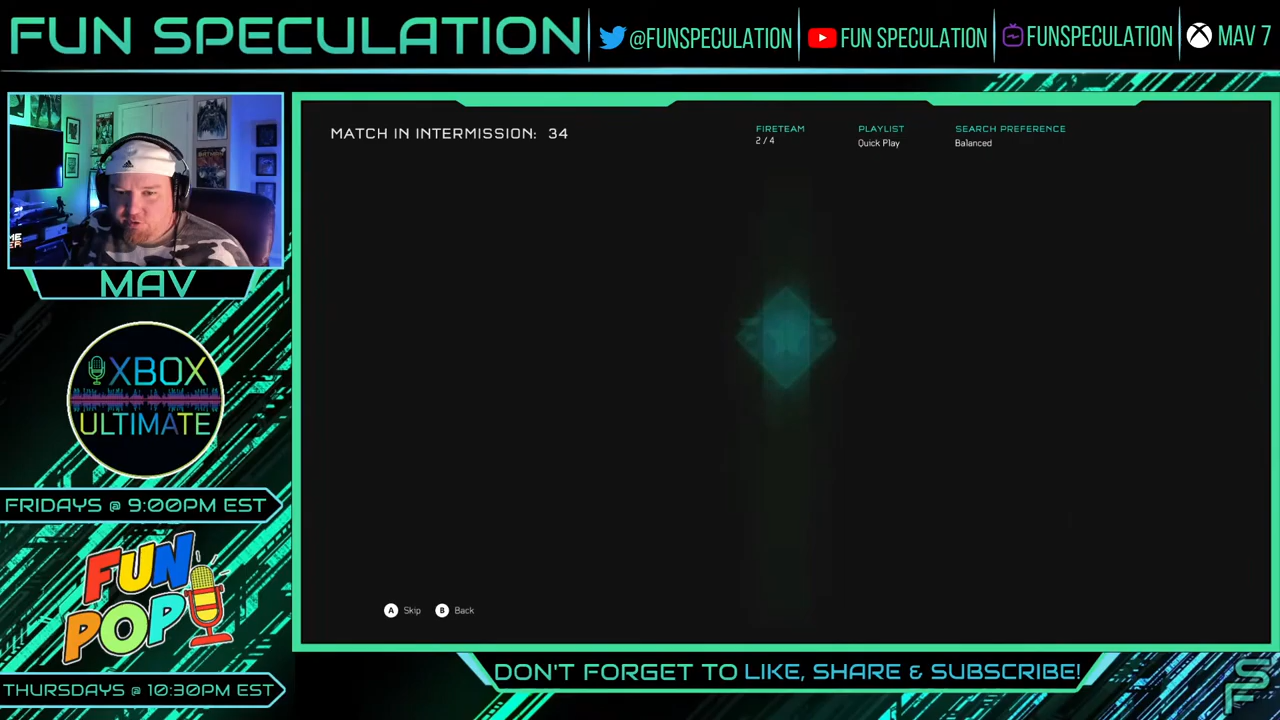 FUN SPECULATION
@FUNSPECULATION
FUN SPECULATION
FUNSPECULATION
MAV 7
MATCH IN INTERMISSION: 34
FIRETEAM
2 / 4
PLAYLIST
Quick Play
SEARCH PREFERENCE
Balanced
MAV
XBOX
ULTIMATE
FRIDAYS @ 9:00PM EST
FUN
POP
THURSDAYS @ 10:30PM EST
A Skip B Back
DON'T FORGET TO LIKE, SHARE & SUBSCRIBE!
SF